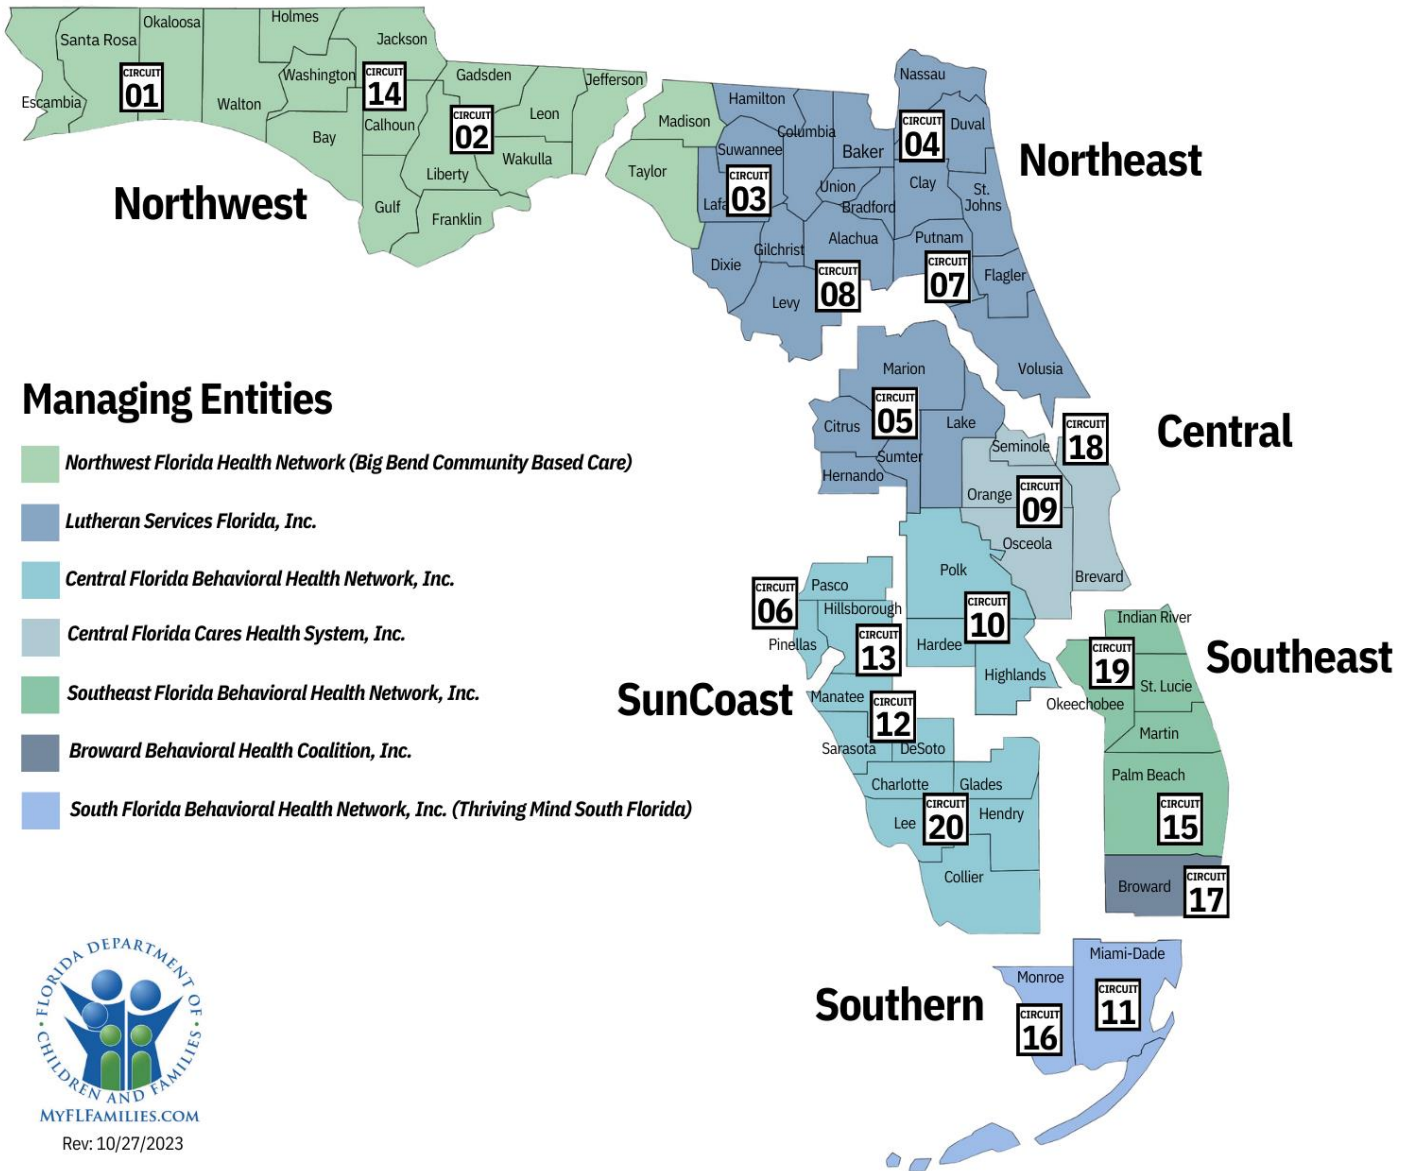 Okaloosa
Holmes
Santa Rosa
Jackson
Escambia
CIRCUIT
01
Walton
Washington
CIRCUIT
14
Bay
Calhoun
Gadsden
CIRCUIT
02
Leon
Jefferson
Wakulla
Liberty
Gulf
Franklin
Northwest
Madison
Taylor
Hamilton
Columbia
Suwannee
CIRCUIT
03
Lafa
Dixie
Gilchrist
Levy
Baker
Union
Bradford
Alachua
CIRCUIT
08
Nassau
Duval
CIRCUIT
04
Clay
St.
Johns
Putnam
CIRCUIT
07
Flagler
Volusia
Northeast
Marion
CIRCUIT
05
Citrus
Lake
Sumter
Hernando
Central
CIRCUIT
18
Seminole
Orange
CIRCUIT
09
Osceola
Brevard
Managing Entities
Northwest Florida Health Network (Big Bend Community Based Care)
Lutheran Services Florida, Inc.
Central Florida Behavioral Health Network, Inc.
Central Florida Cares Health System, Inc.
Southeast Florida Behavioral Health Network, Inc.
Broward Behavioral Health Coalition, Inc.
South Florida Behavioral Health Network, Inc. (Thriving Mind South Florida)
Polk
Pasco
CIRCUIT
06
Hillsborough
Pinellas
CIRCUIT
13
CIRCUIT
10
Hardee
Highlands
SunCoast
Manatee
CIRCUIT
12
Sarasota
DeSoto
Charlotte
Glades
Lee
CIRCUIT
20
Hendry
Collier
Indian River
CIRCUIT
19
Southeast
St. Lucie
Okeechobee
Martin
Palm Beach
CIRCUIT
15
Broward
CIRCUIT
17
Southern
Miami-Dade
Monroe
CIRCUIT
11
CIRCUIT
16
• FLORIDA DEPARTMENT OF •
CHILDREN AND FAMILIES
MYFLFAMILIES.COM
Rev: 10/27/2023